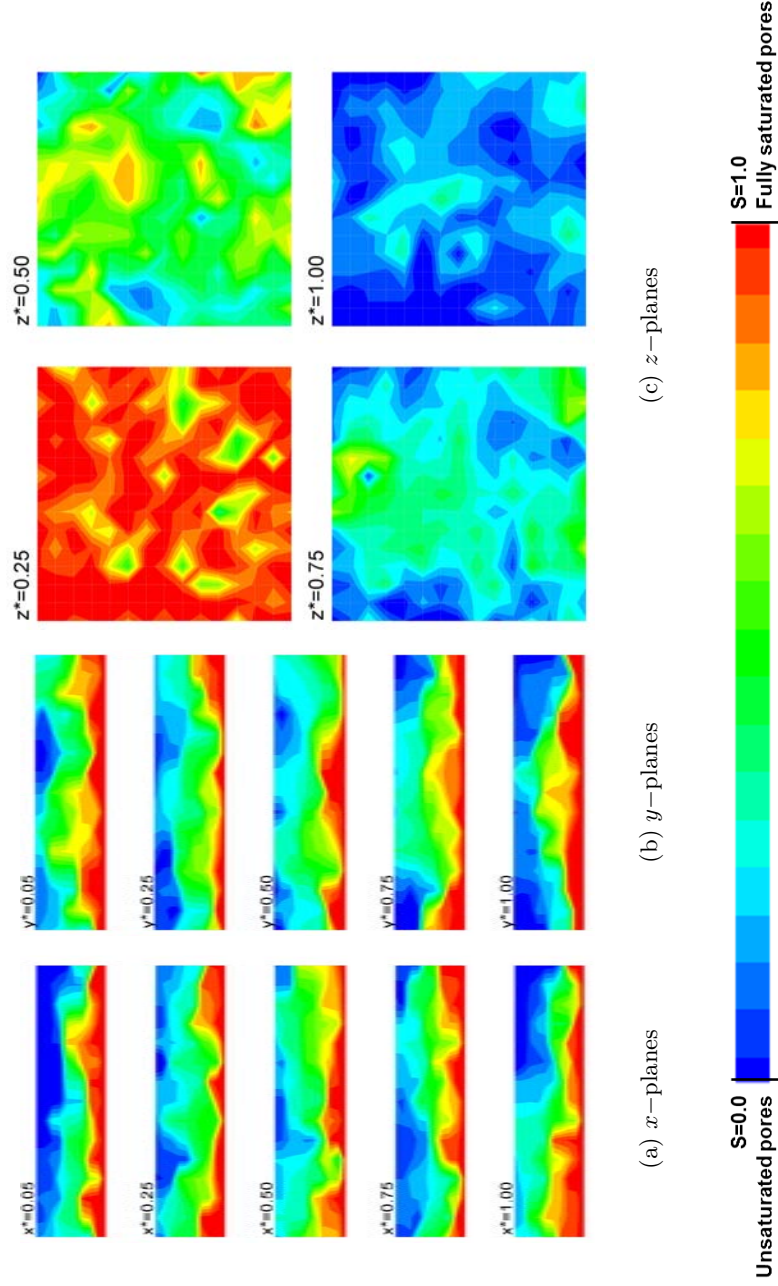 x*=0.05
x*=0.25
x*=0.50
x*=0.75
x*=1.00
(a) x−planes
y*=0.05
y*=0.25
y*=0.50
y*=0.75
y*=1.00
(b) y−planes
z*=0.25
z*=0.50
z*=0.75
z*=1.00
(c) z−planes
S=0.0
Unsaturated pores
S=1.0
Fully saturated pores